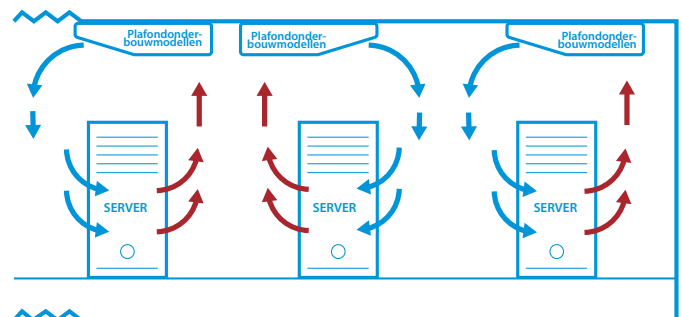 Plafondonder-
bouwmodellen
Plafondonder-
bouwmodellen
Plafondonder-
bouwmodellen
SERVER
SERVER
SERVER